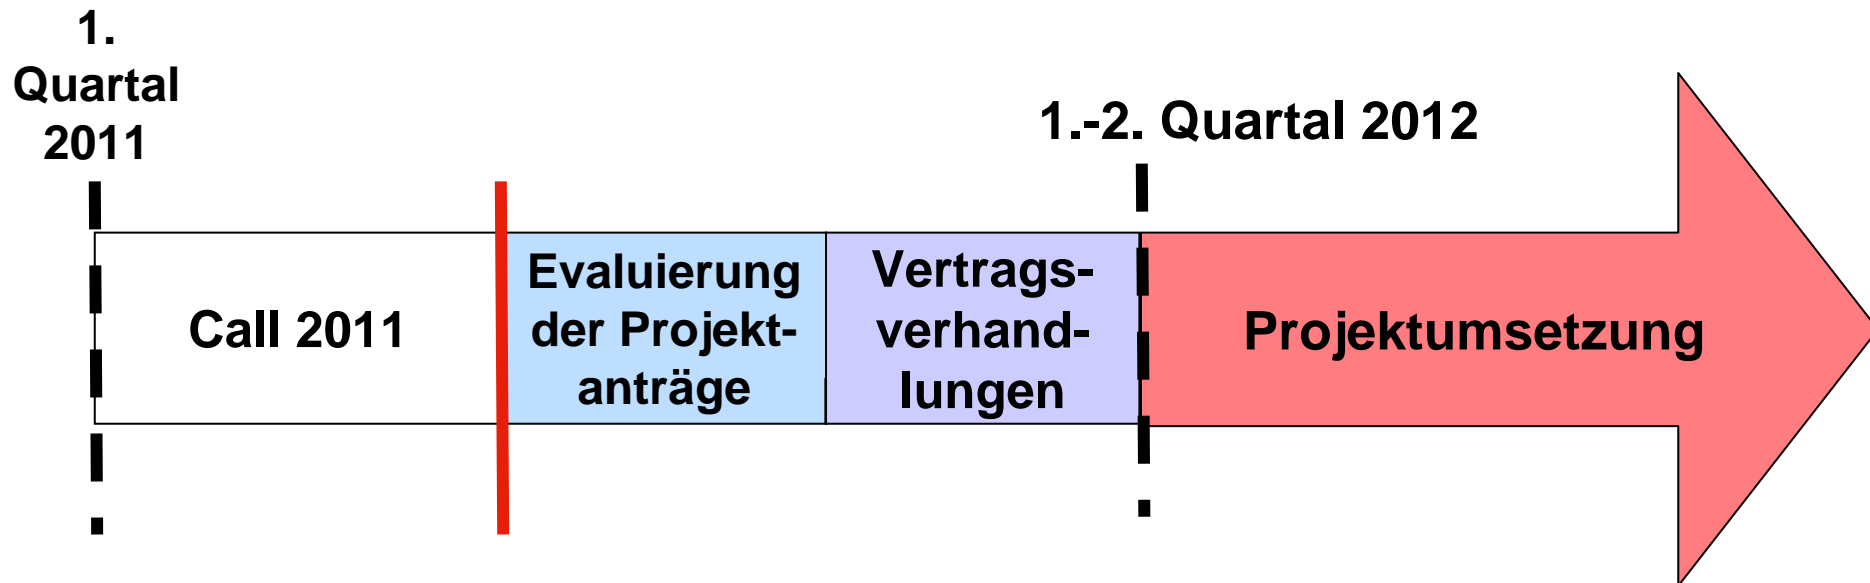 1.
Quartal
2011
1.-2. Quartal 2012
Call 2011
Evaluierung
der Projekt-
anträge
Vertrags-
verhand-
lungen
Projektumsetzung